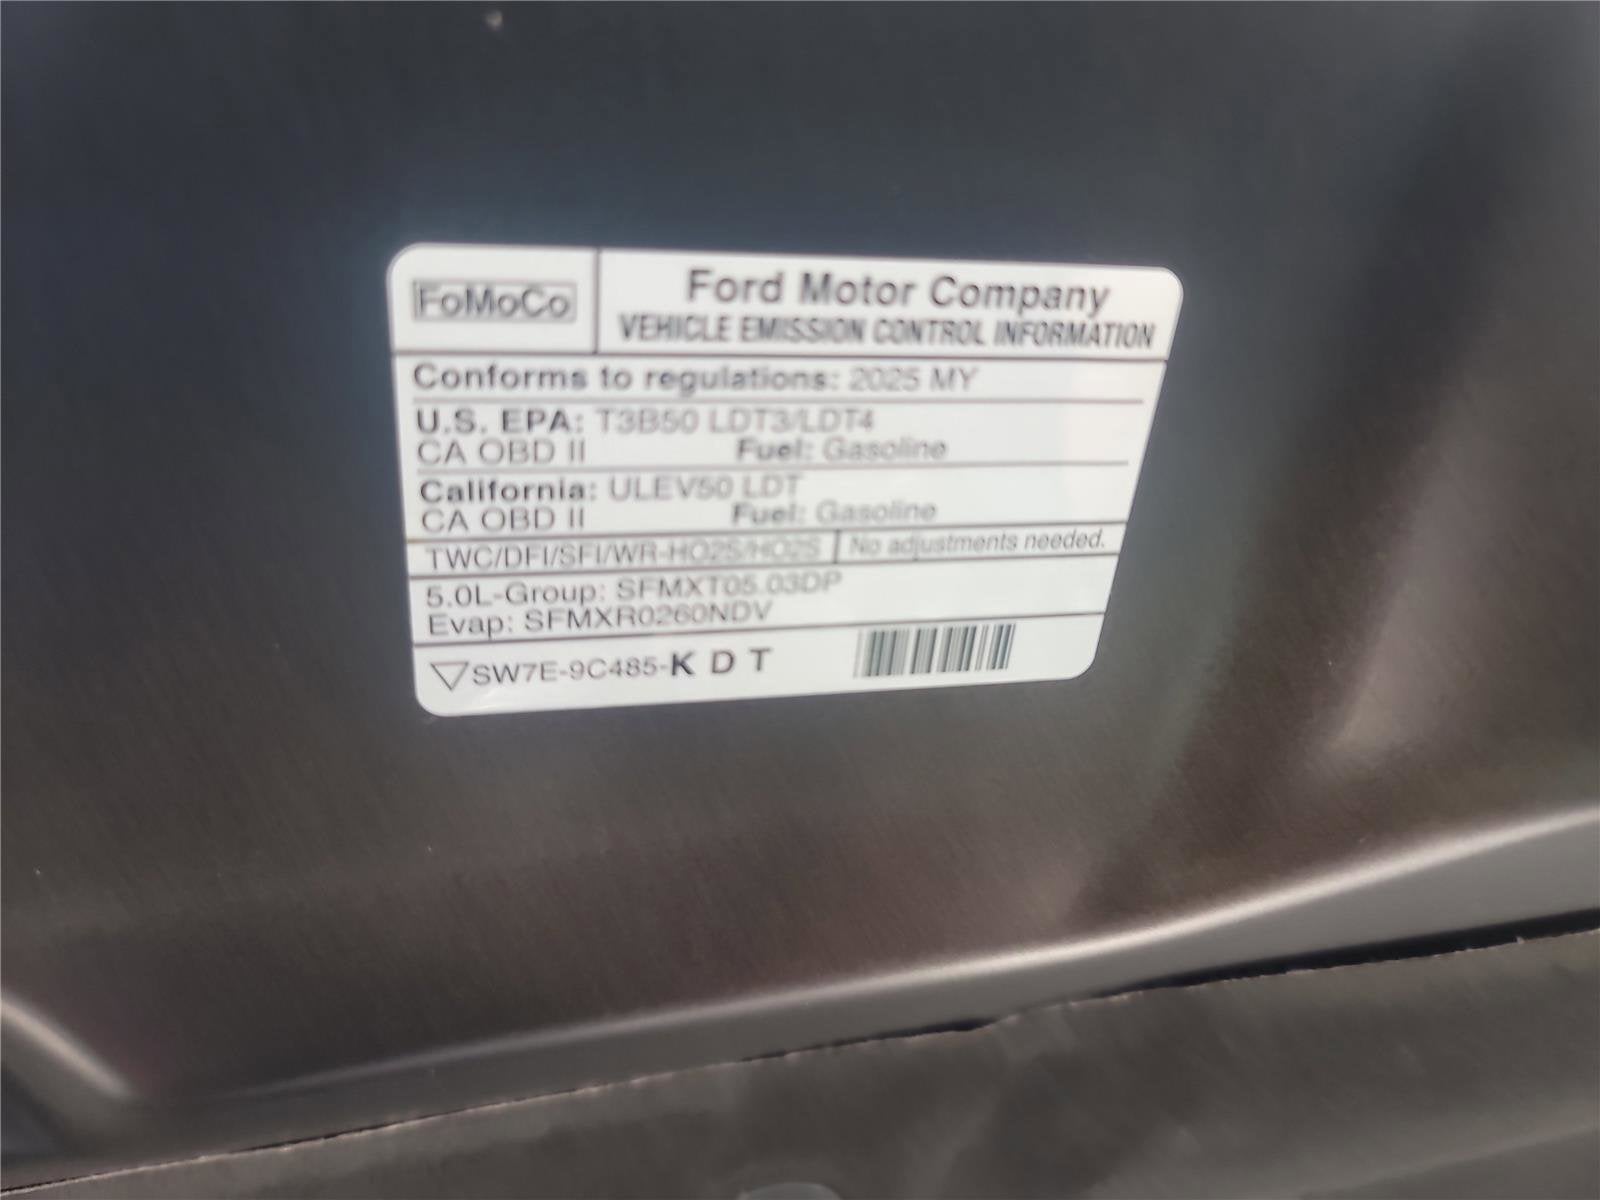 FoMoCo
Ford Motor Company
VEHICLE EMISSION CONTROL INFORMATION
Conforms to regulations: 2025 MY
U.S. EPA: T3B50 LDT3/LDT4
CA OBD II Fuel: Gasoline
California: ULEV50 LDT
CA OBD II Fuel: Gasoline
TWC/DFI/SFI/WR-HO2S/HO2S No adjustments needed.
5.0L-Group: SFMXT05.03DP
Evap: SFMXR0260NDV
SW7E-9C485-K D T